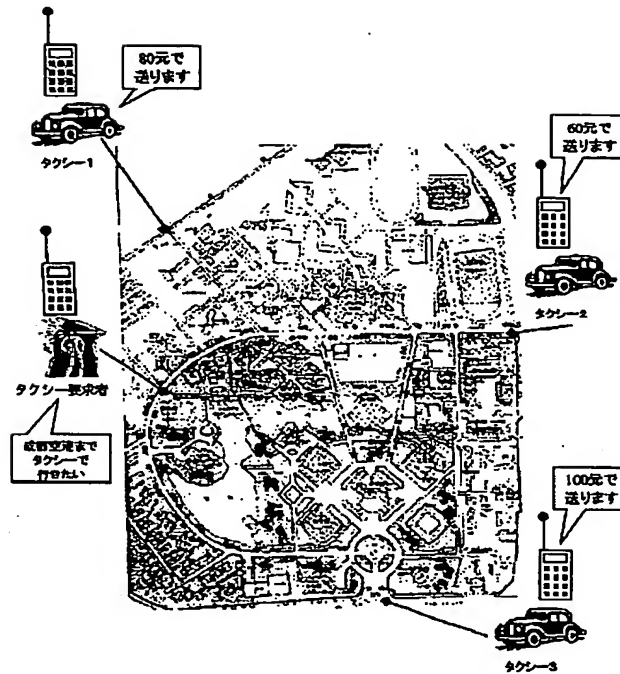 80元で
送ります
タクシー1
60元で
送ります
タクシー2
タクシー要求者
空港まで
タクシーで
行きたい
100元で
送ります
タクシー3